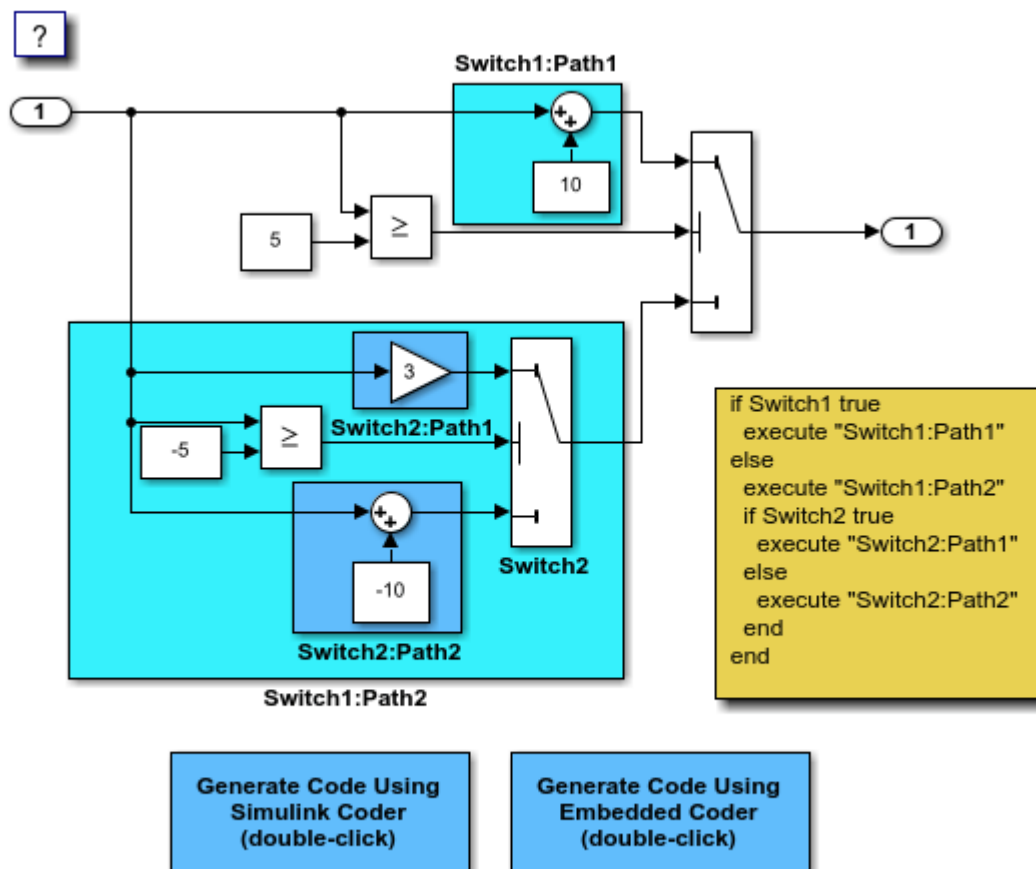 ?
Switch1:Path1
1
++
10
5
≥
1
3
Switch2:Path1
≥
-5
++
-10
Switch2
Switch2:Path2
Switch1:Path2
if Switch1 true
execute "Switch1:Path1"
else
execute "Switch1:Path2"
if Switch2 true
execute "Switch2:Path1"
else
execute "Switch2:Path2"
end
end
Generate Code Using
Simulink Coder
(double-click)
Generate Code Using
Embedded Coder
(double-click)